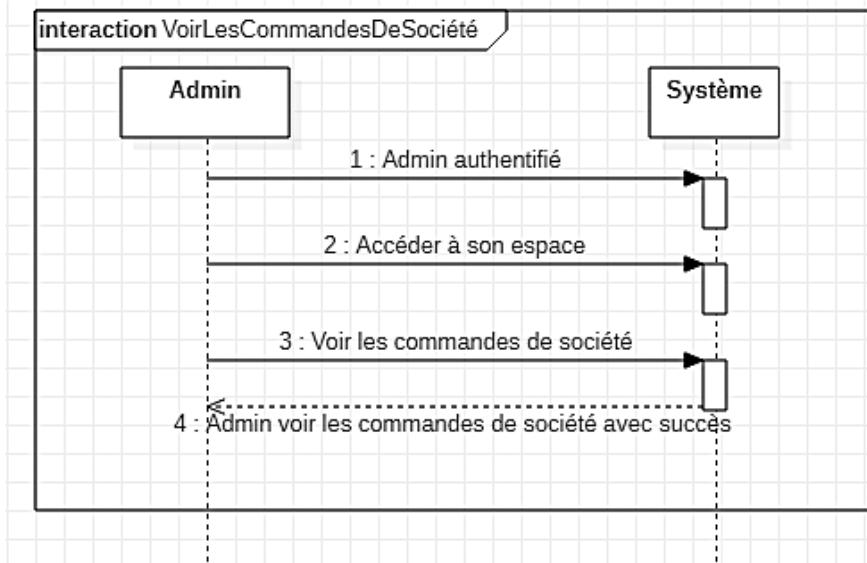 interaction VoirLesCommandesDeSociété
Admin
Système
1 : Admin authentifié
2 : Accéder à son espace
3 : Voir les commandes de société
4 : Admin voir les commandes de société avec succès